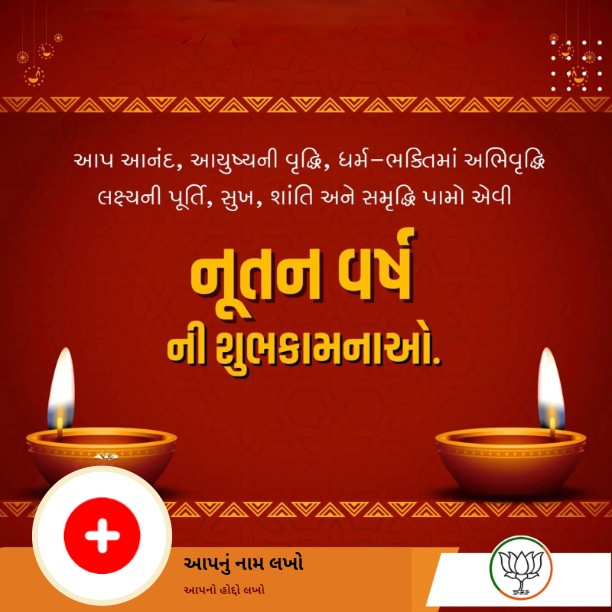 આપ આનંદ, આયુષ્યની વૃદ્ધિ, ધર્મ-ભક્તિમાં અભિવૃદ્ધિ
લક્ષ્યની પૂર્તિ, સુખ, શાંતિ અને સમૃદ્ધિ પામો એવી
નૂતન વર્ષ
ની શુભકામનાઓ.
આપનું નામ લખો
આપનો હોદ્દો લખો